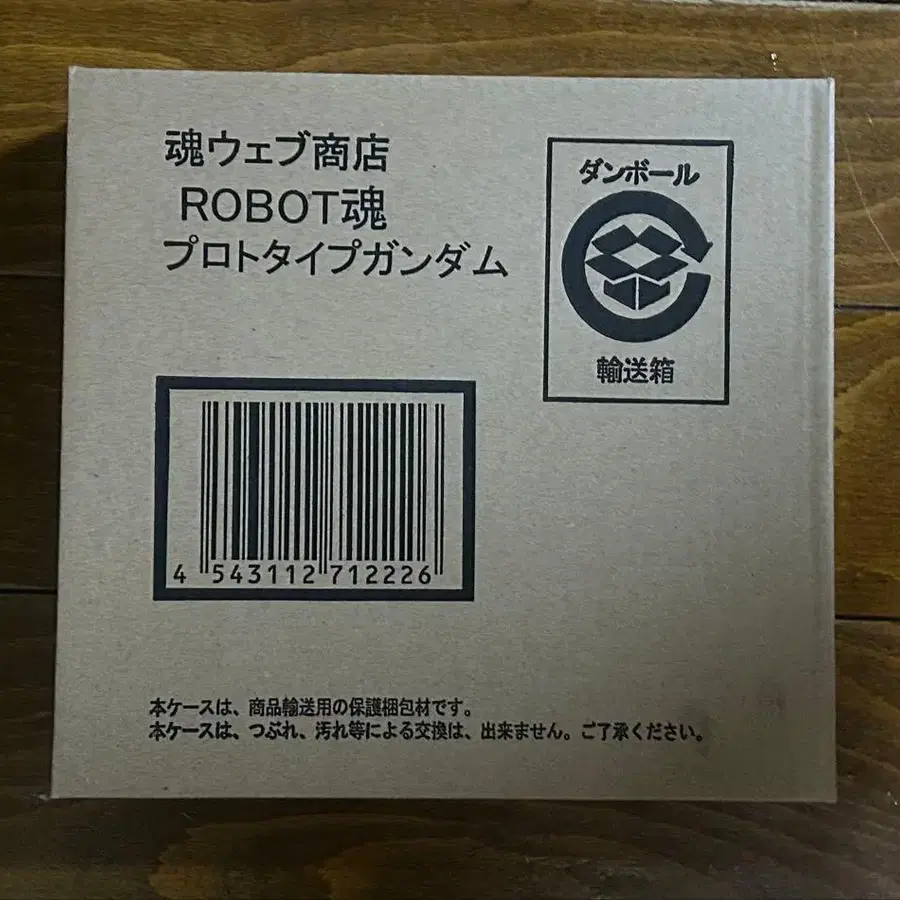 魂ウェブ商店
ROBOT魂
プロトタイプガンダム
ダンボール
輸送箱
4 543112 712226
本ケースは、商品輸送用の保護梱包材です。
本ケースは、つぶれ、汚れ等による交換は、出来ません。ご了承ください。